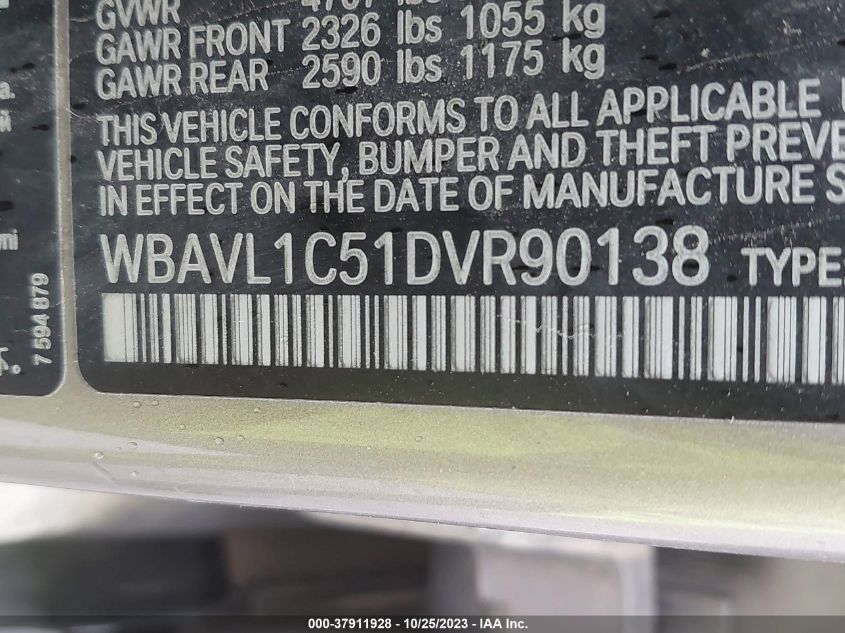 GVWR
GAWR FRONT 2326 lbs 1055 kg
GAWR REAR 2590 lbs 1175 kg
THIS VEHICLE CONFORMS TO ALL APPLICABLE
VEHICLE SAFETY, BUMPER AND THEFT PREVE
IN EFFECT ON THE DATE OF MANUFACTURE S
WBAVL1C51DVR90138 TYPE:
7 594 879
000-37911928 - 10/25/2023 - IAA Inc.